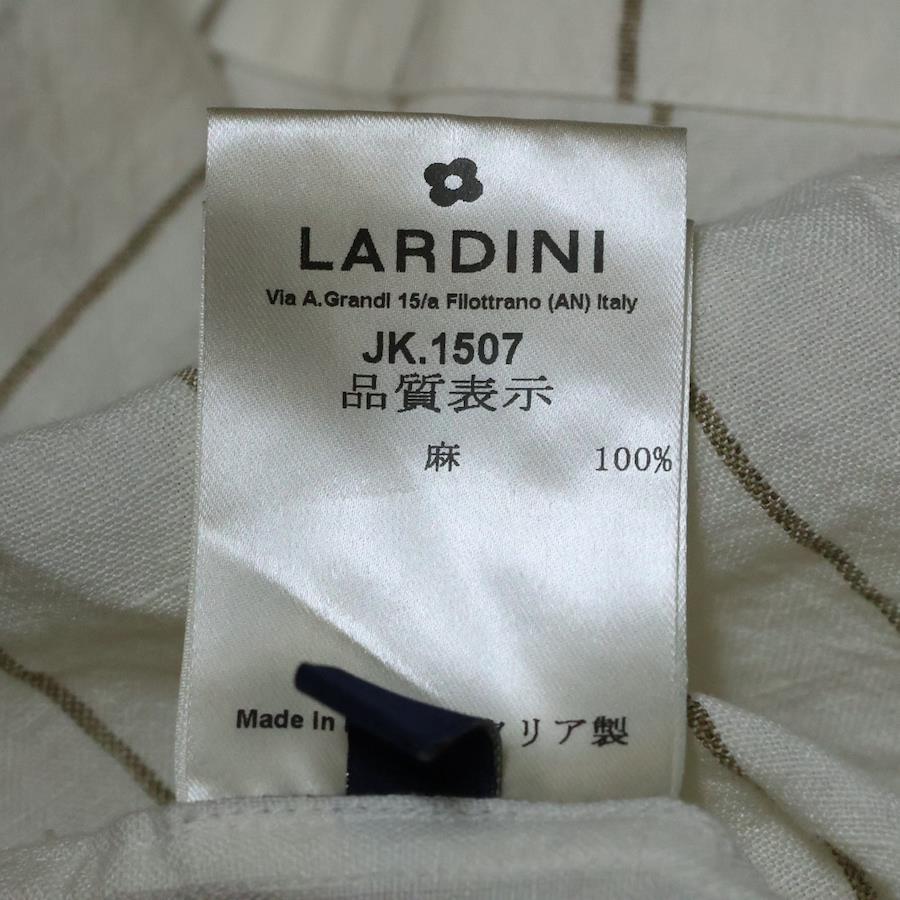 LARDINI
Via A.Grandi 15/a Filottrano (AN) Italy
JK.1507
品質表示
麻 100%
Made in タリア製